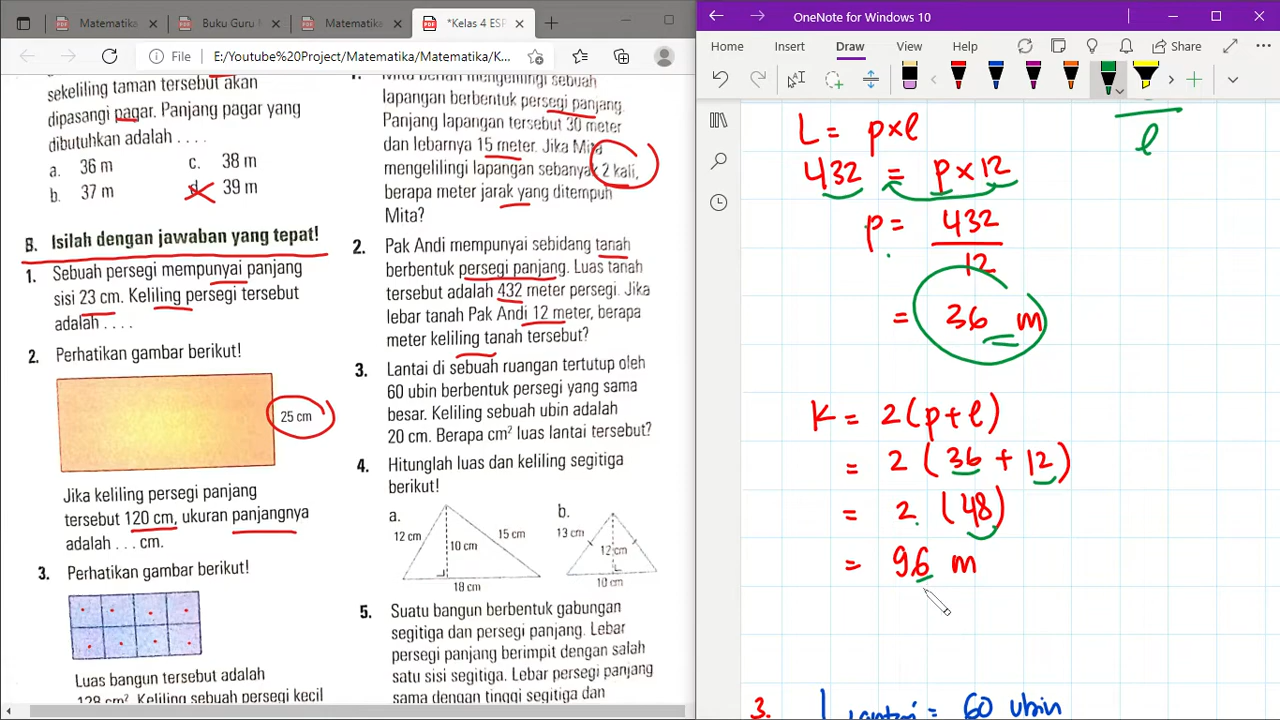 Matematika
Buku Guru M
Matematika
*Kelas 4 ESP
File
E:/Youtube%20Project/Matematika/Matematika/K...
sekeliling taman tersebut akan
dipasangi pagar. Panjang pagar yang
dibutuhkan adalah . . . .
a. 36 m c. 38 m
b. 37 m d. 39 m
B. Isilah dengan jawaban yang tepat!
1. Sebuah persegi mempunyai panjang
sisi 23 cm. Keliling persegi tersebut
adalah . . . .
2. Perhatikan gambar berikut!
25 cm
Jika keliling persegi panjang
tersebut 120 cm, ukuran panjangnya
adalah . . . cm.
3. Perhatikan gambar berikut!
Luas bangun tersebut adalah
128 cm². Keliling sebuah persegi kecil
1. Mita berlari mengelilingi sebuah
lapangan berbentuk persegi panjang.
Panjang lapangan tersebut 30 meter
dan lebarnya 15 meter. Jika Mita
mengelilingi lapangan sebanyak 2 kali,
berapa meter jarak yang ditempuh
Mita?
2. Pak Andi mempunyai sebidang tanah
berbentuk persegi panjang. Luas tanah
tersebut adalah 432 meter persegi. Jika
lebar tanah Pak Andi 12 meter, berapa
meter keliling tanah tersebut?
3. Lantai di sebuah ruangan tertutup oleh
60 ubin berbentuk persegi yang sama
besar. Keliling sebuah ubin adalah
20 cm. Berapa cm² luas lantai tersebut?
4. Hitunglah luas dan keliling segitiga
berikut!
a. 12 cm 10 cm 15 cm 18 cm
b. 13 cm 12 cm 10 cm
5. Suatu bangun berbentuk gabungan
segitiga dan persegi panjang. Lebar
persegi panjang berimpit dengan salah
satu sisi segitiga. Lebar persegi panjang
sama dengan tinggi segitiga dan
OneNote for Windows 10
Home Insert Draw View Help Share
L = p x l
432 = p x 12
p = 432
12
= 36 m
l
K = 2 (p + l)
= 2 (36 + 12)
= 2 (48)
= 96 m
3. L lantai = 60 ubin